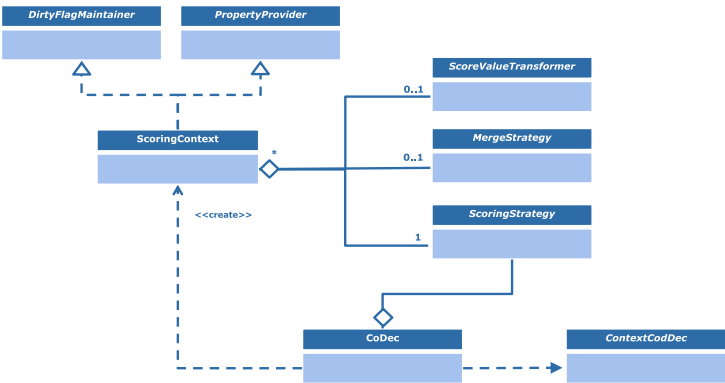 DirtyFlagMaintainer
PropertyProvider
ScoreValueTransformer
0..1
ScoringContext
MergeStrategy
*
0..1
<<create>>
ScoringStrategy
1
CoDec
ContextCodDec